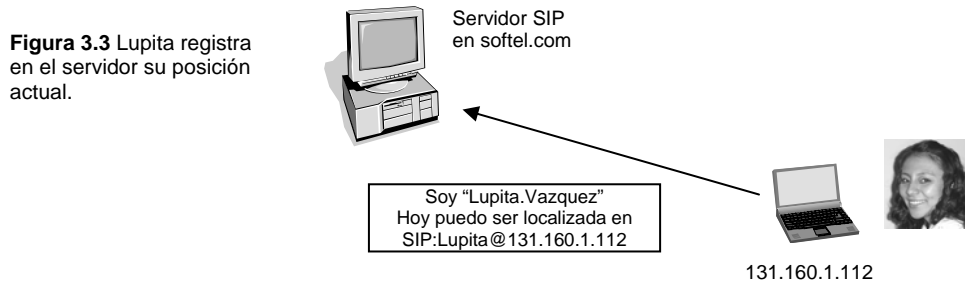 Figura 3.3 Lupita registra
en el servidor su posición
actual.
Servidor SIP
en softel.com
Soy “Lupita.Vazquez”
Hoy puedo ser localizada en
SIP:Lupita@131.160.1.112
131.160.1.112